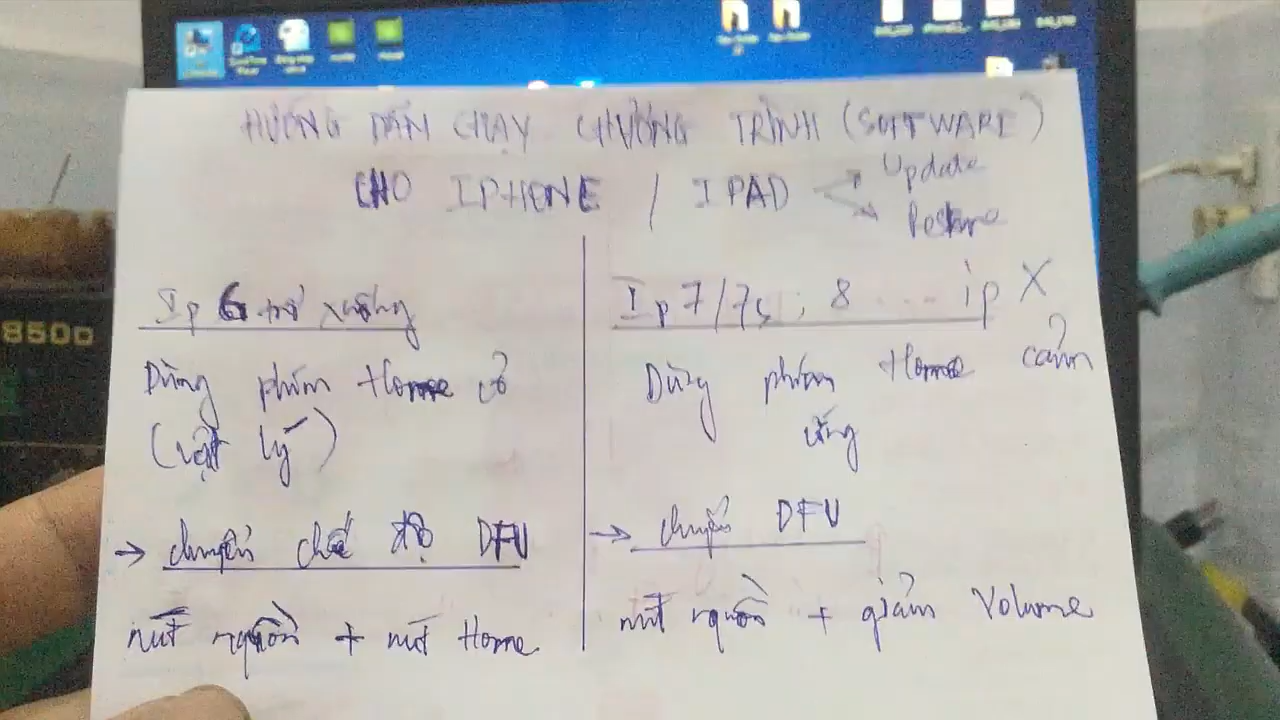 HƯỚNG DẪN CHẠY CHƯƠNG TRÌNH (SOFTWARE)
CHO IPHONE / IPAD
Update
Restore
Ip 6 trở xuống
Dùng phím Home cổ
(vật lý)
→ chuyển chế độ DFU
nút nguồn + nút Home
Ip 7/7s, 8 .... ip X
Dùng phím Home cảm
ứng
→ chuyển DFU
nút nguồn + giảm Volume
8500